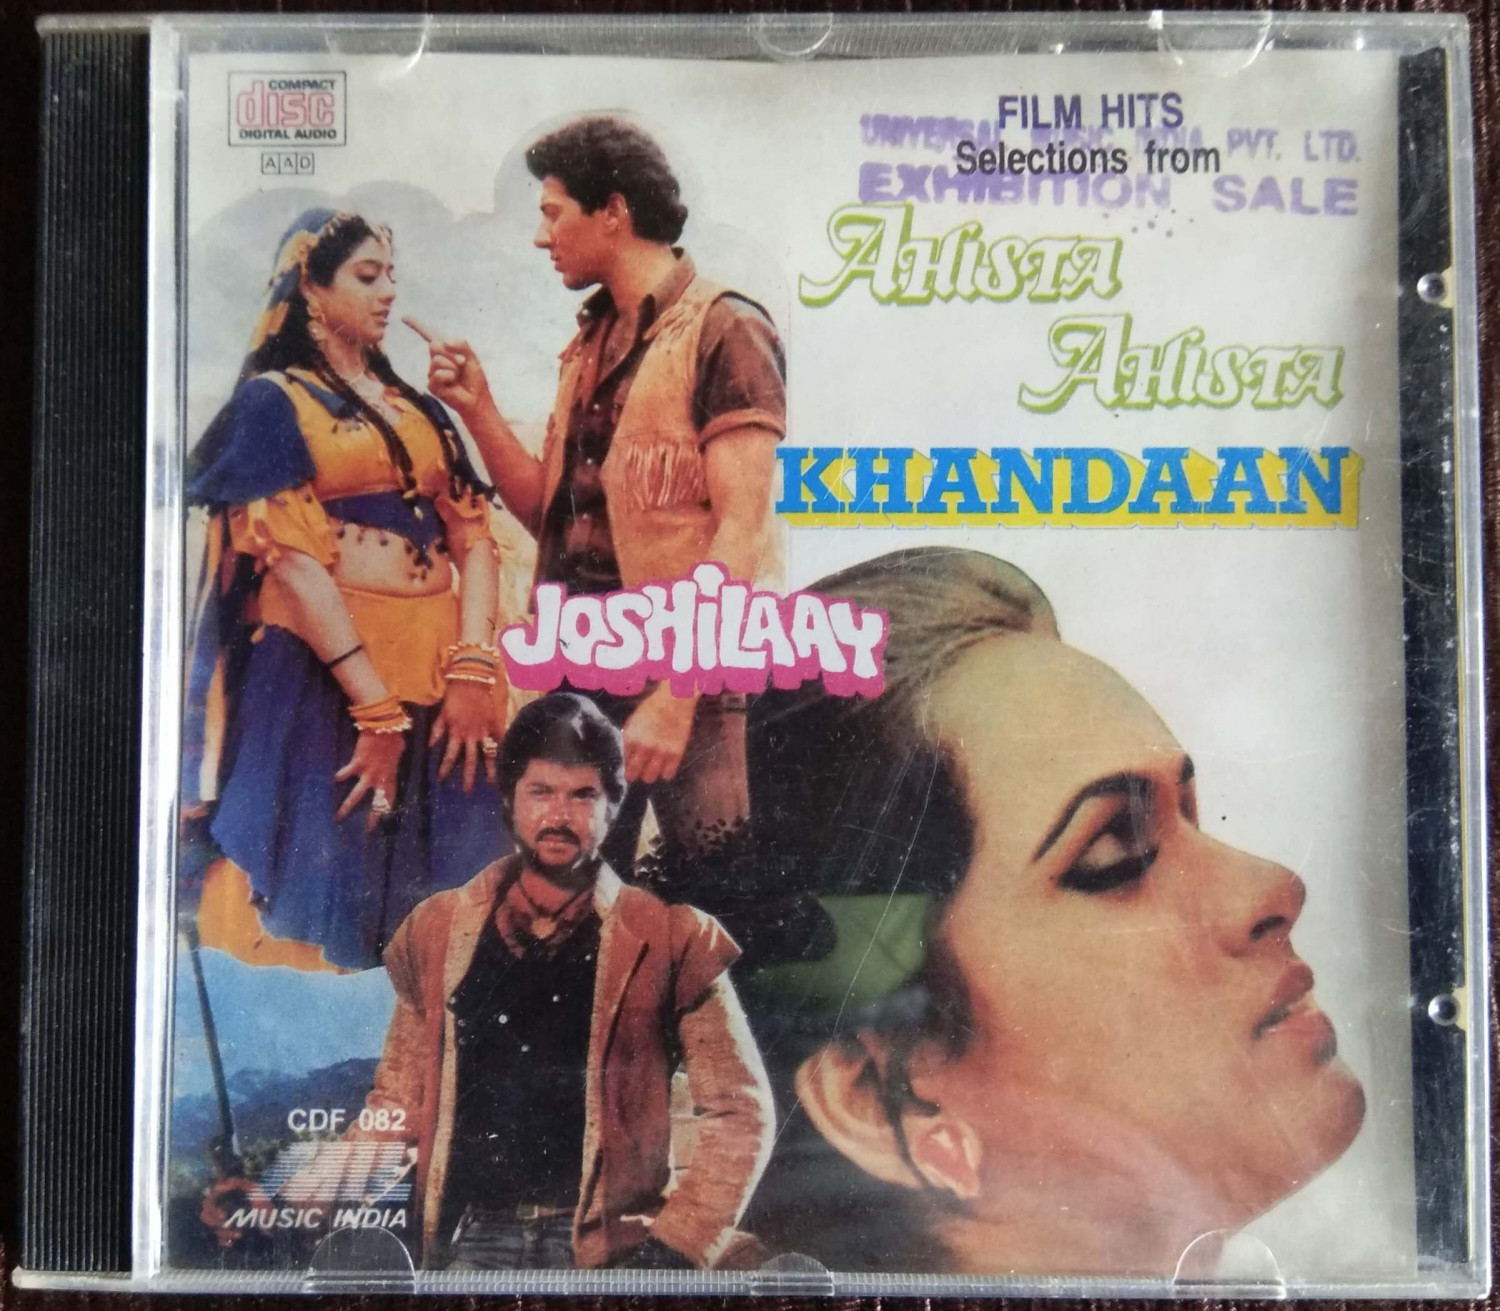 COMPACT
disc
DIGITAL AUDIO
AAD
FILM HITS
UNIVERSAL MUSIC INDIA PVT. LTD.
Selections from
EXHIBITION SALE
AHISTA
AHISTA
KHANDAAN
JOSHILAAY
CDF 082
MUSIC INDIA